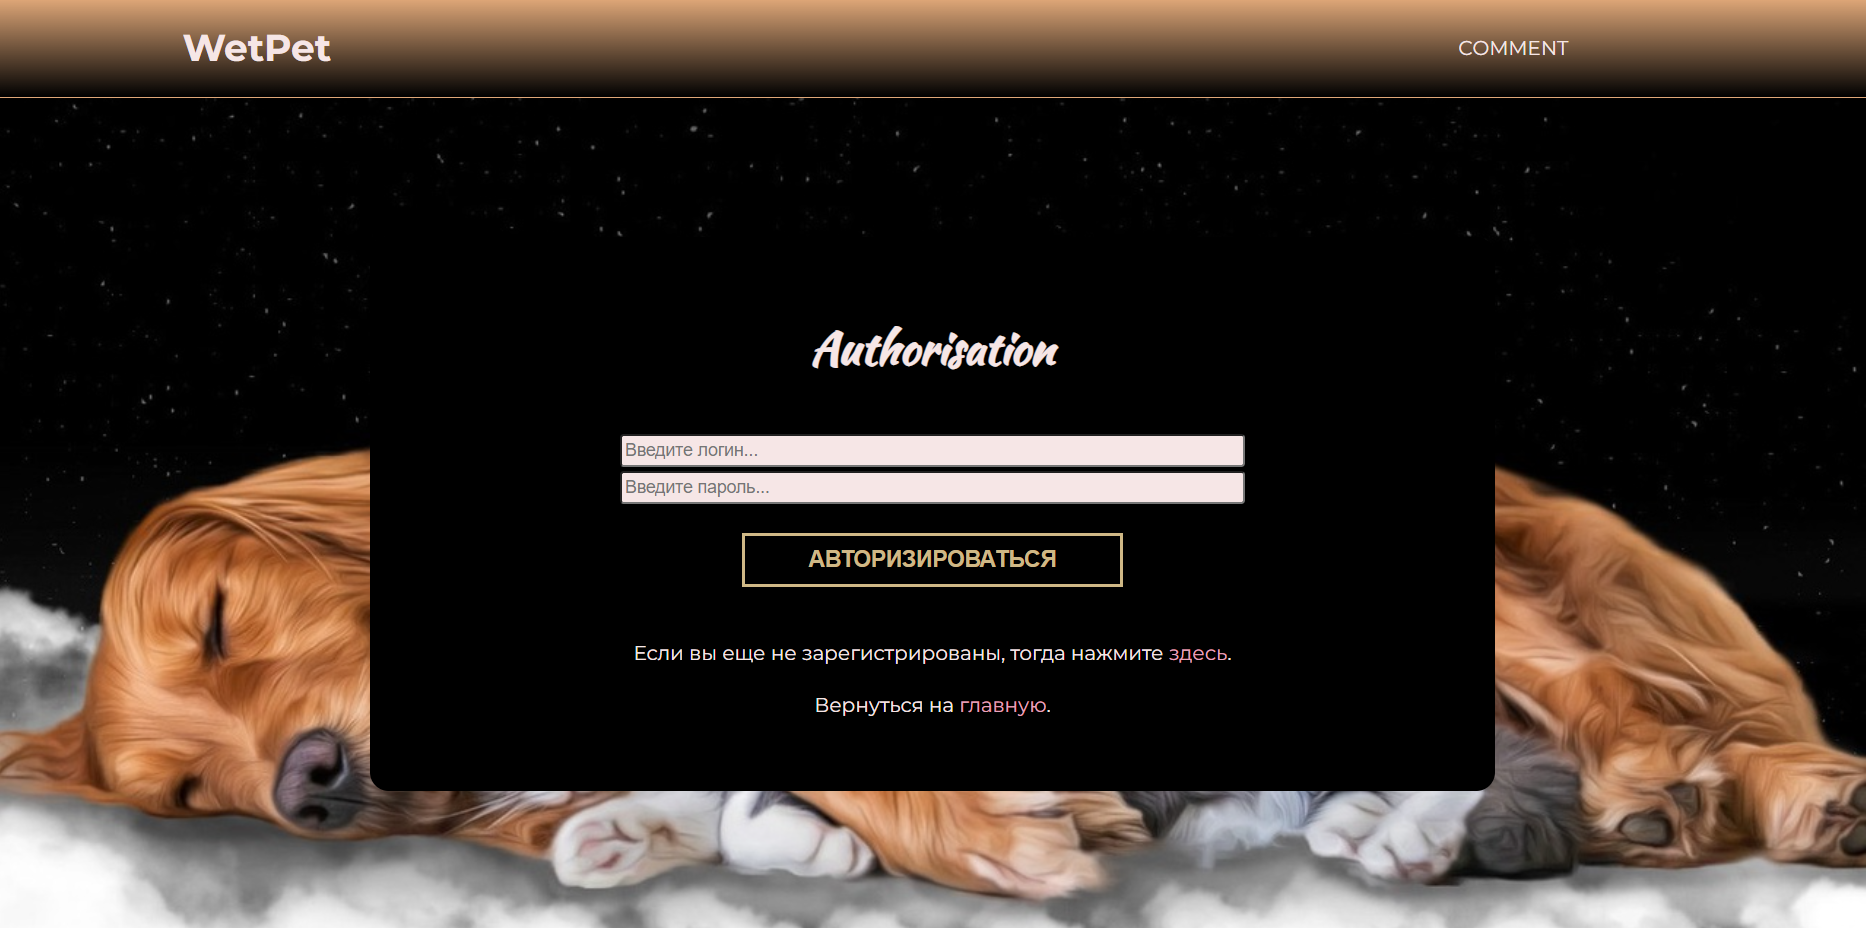 WetPet
COMMENT
Authorisation
Введите логин...
Введите пароль...
АВТОРИЗИРОВАТЬСЯ
Если вы еще не зарегистрированы, тогда нажмите здесь.
Вернуться на главную.